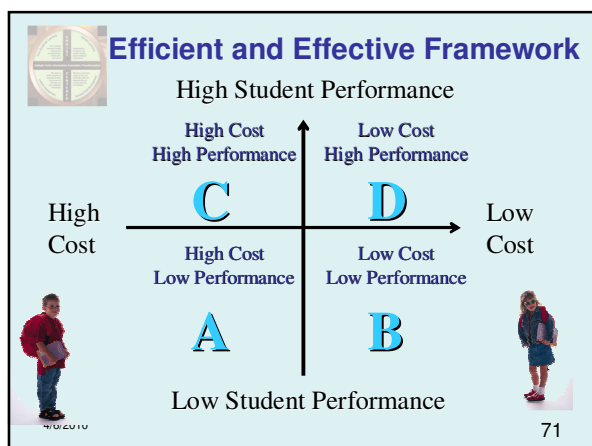 Efficient and Effective Framework
High Student Performance
High Cost
High Performance
Low Cost
High Performance
C
D
High
Cost
Low
Cost
High Cost
Low Performance
Low Cost
Low Performance
A
B
Low Student Performance
71